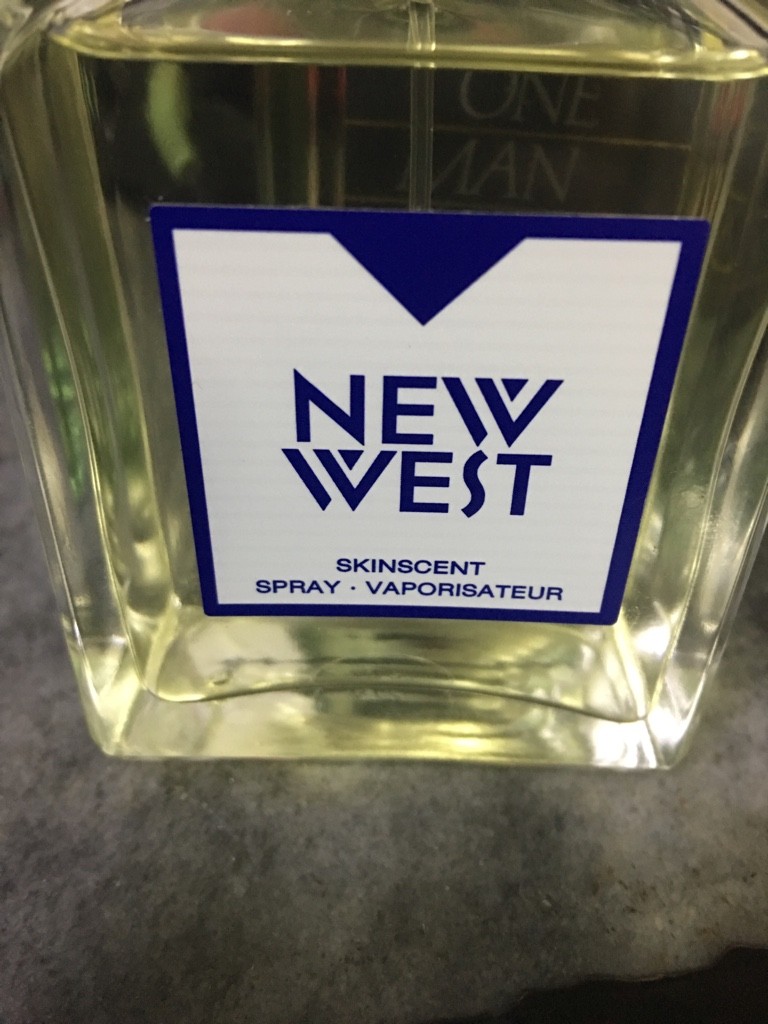 ONE
MAN
NEW
WEST
SKINSCENT
SPRAY · VAPORISATEUR